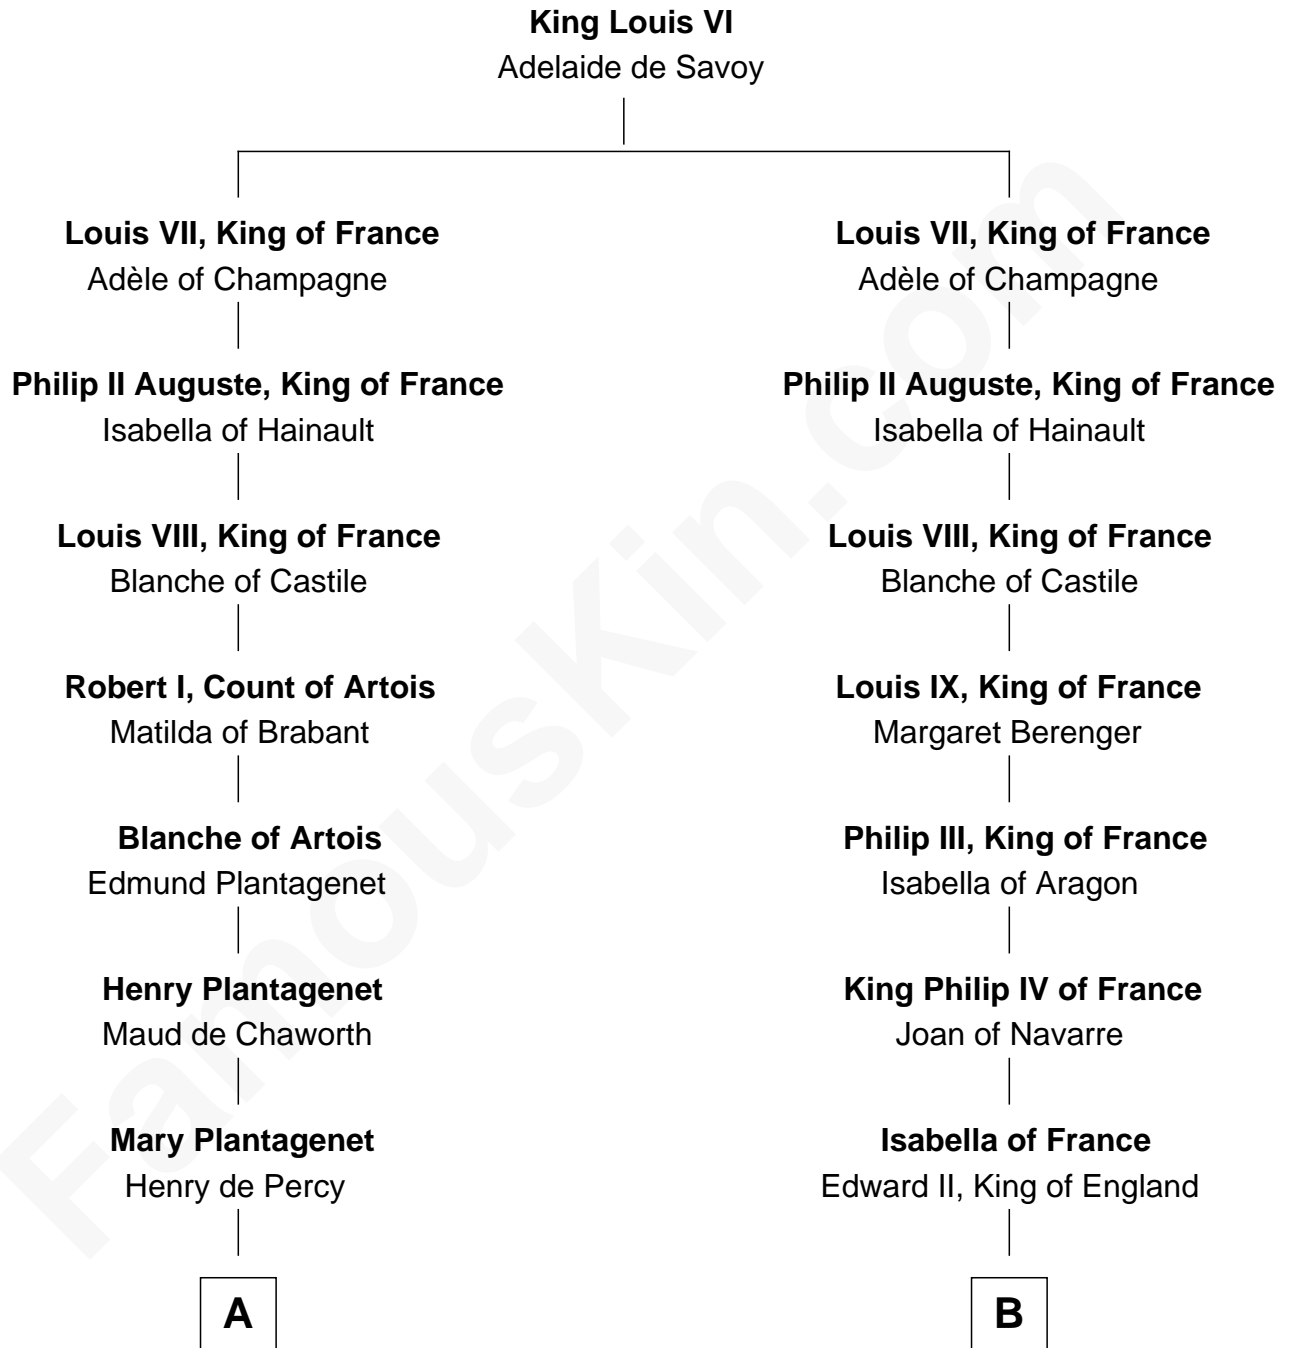 King Louis VI
Adelaide de Savoy
Louis VII, King of France
Adèle of Champagne
Philip II Auguste, King of France
Isabella of Hainault
Louis VIII, King of France
Blanche of Castile
Robert I, Count of Artois
Matilda of Brabant
Blanche of Artois
Edmund Plantagenet
Henry Plantagenet
Maud de Chaworth
Mary Plantagenet
Henry de Percy
A
Louis VII, King of France
Adèle of Champagne
Philip II Auguste, King of France
Isabella of Hainault
Louis VIII, King of France
Blanche of Castile
Louis IX, King of France
Margaret Berenger
Philip III, King of France
Isabella of Aragon
King Philip IV of France
Joan of Navarre
Isabella of France
Edward II, King of England
B
FamousKin.com